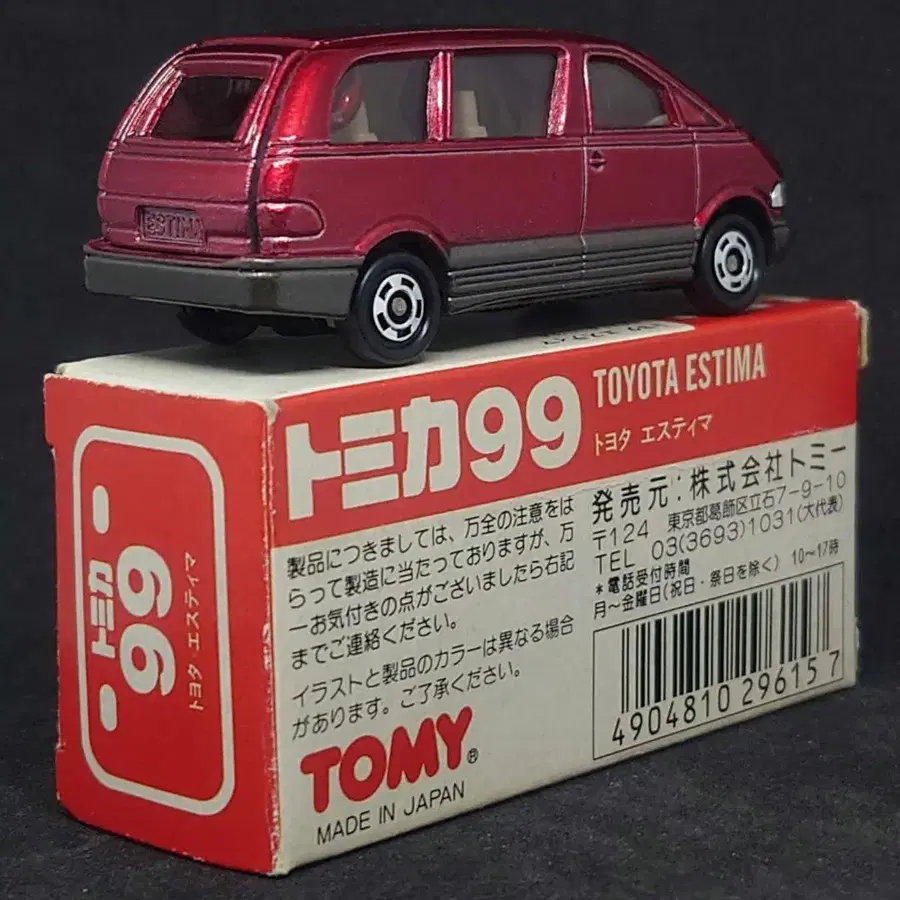 ESTIMA
トミカ99
TOYOTA ESTIMA
トヨタ エスティマ
トミカ
99
トヨタ エスティマ
製品につきましては、万全の注意をは
らって製造に当たっておりますが、万
一お気付きの点がございましたら右記
までご連絡ください。
イラストと製品のカラーは異なる場合
があります。ご了承ください。
TOMY®
MADE IN JAPAN
発売元:株式会社トミー
〒124 東京都葛飾区立石7-9-10
TEL 03(3693)1031(大代表)
*電話受付時間
月〜金曜日(祝日・祭日を除く) 10〜17時
4904810 296157